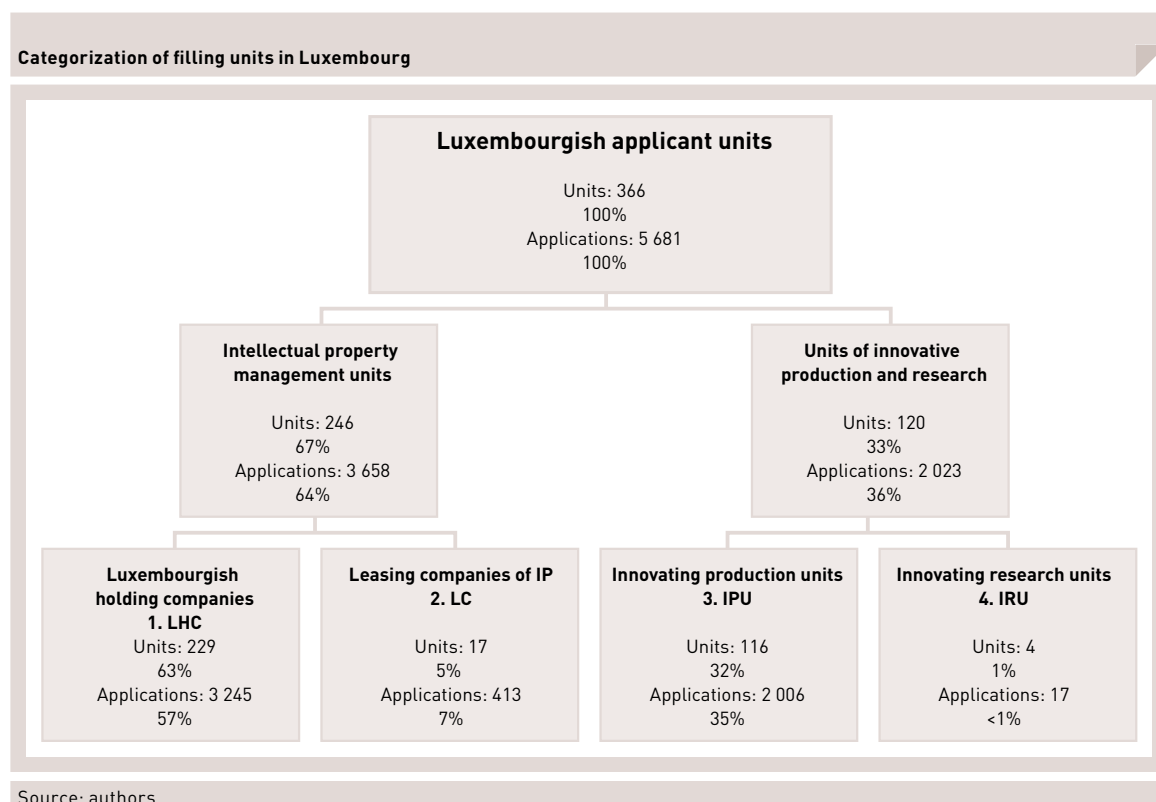 Categorization of filling units in Luxembourg
Luxembourgish applicant units
Units: 366
100%
Applications: 5 681
100%
Intellectual property
management units
Units: 246
67%
Applications: 3 658
64%
Units of innovative
production and research
Units: 120
33%
Applications: 2 023
36%
Luxembourgish
holding companies
1. LHC
Units: 229
63%
Applications: 3 245
57%
Leasing companies of IP
2. LC
Units: 17
5%
Applications: 413
7%
Innovating production units
3. IPU
Units: 116
32%
Applications: 2 006
35%
Innovating research units
4. IRU
Units: 4
1%
Applications: 17
<1%
Source: authors